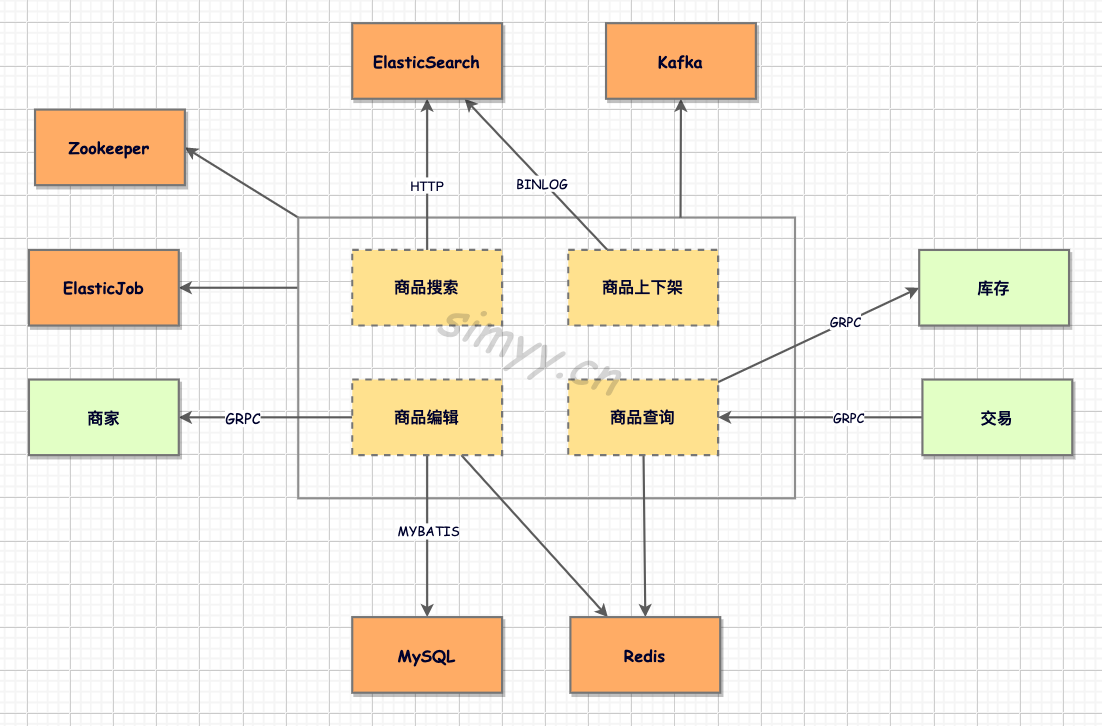 ElasticSearch
Kafka
Zookeeper
HTTP
BINLOG
ElasticJob
商品搜索
商品上下架
库存
GRPC
simyy.cn
商家
GRPC
商品编辑
商品查询
GRPC
交易
MYBATIS
MySQL
Redis